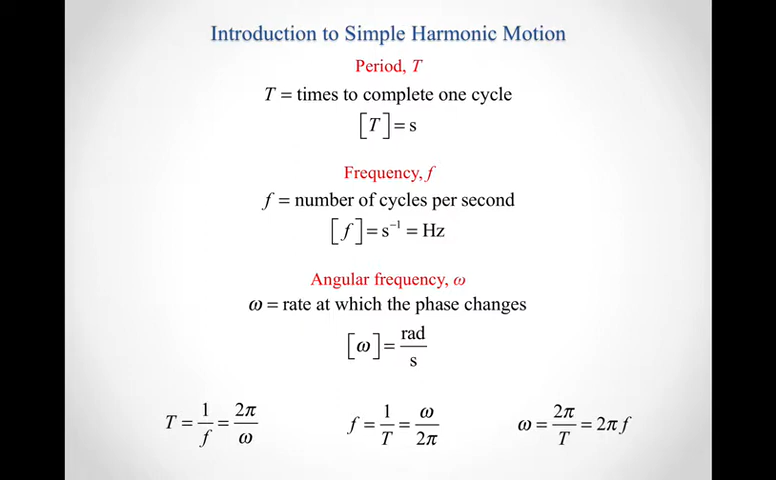 Introduction to Simple Harmonic Motion
Period, T
T = times to complete one cycle
[T] = s
Frequency, f
f = number of cycles per second
[f] = s⁻¹ = Hz
Angular frequency, ω
ω = rate at which the phase changes
[ω] = rad/s
T = 1/f = 2π/ω    f = 1/T = ω/2π    ω = 2π/T = 2π f